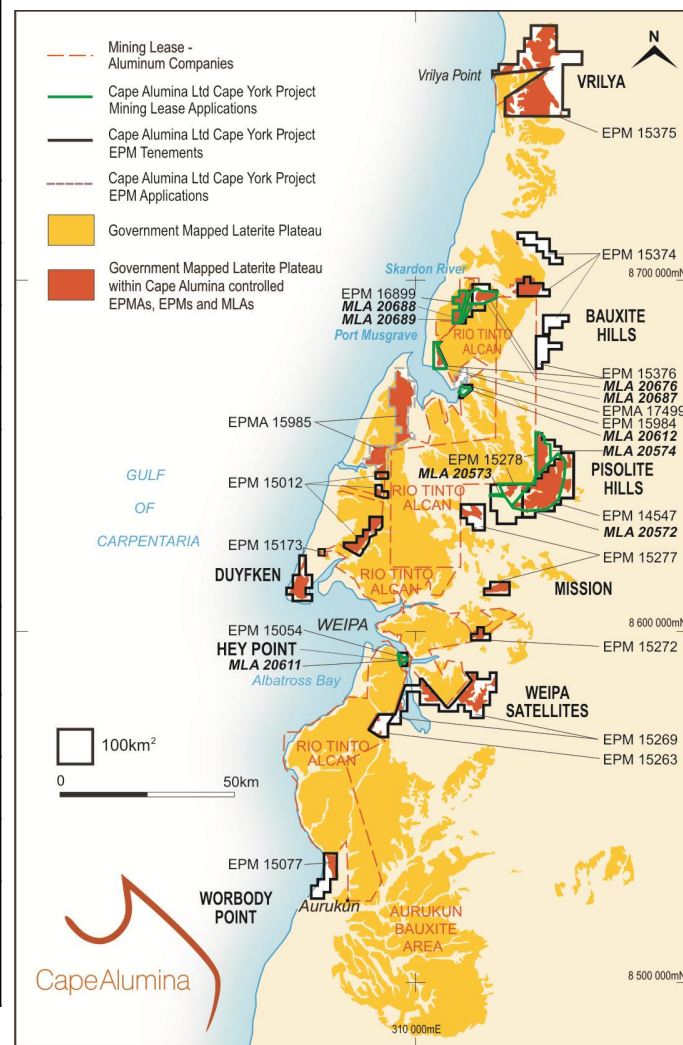 Mining Lease -
Aluminum Companies
Cape Alumina Ltd Cape York Project
Mining Lease Applications
Cape Alumina Ltd Cape York Project
EPM Tenements
Cape Alumina Ltd Cape York Project
EPM Applications
Government Mapped Laterite Plateau
Government Mapped Laterite Plateau
within Cape Alumina controlled
EPMAs, EPMs and MLAs
N
Vrilya Point
VRILYA
EPM 15375
EPM 15374
8 700 000mN
Skardon River
EPM 16899
MLA 20688
MLA 20689
Port Musgrave
RIO TINTO
ALCAN
BAUXITE
HILLS
EPM 15376
MLA 20676
MLA 20687
EPMA 17499
EPM 15984
MLA 20612
MLA 20574
EPMA 15985
EPM 15278
MLA 20573
PISOLITE
HILLS
EPM 15012
RIO TINTO
ALCAN
GULF
OF
CARPENTARIA
EPM 14547
MLA 20572
EPM 15277
EPM 15173
DUYFKEN
RIO TINTO
ALCAN
MISSION
WEIPA
8 600 000mN
EPM 15054
HEY POINT
MLA 20611
EPM 15272
Albatross Bay
WEIPA
SATELLITES
RIO TINTO
ALCAN
EPM 15269
EPM 15263
100km²
0
50km
EPM 15077
WORBODY
POINT
Aurukun
AURUKUN
BAUXITE
AREA
CapeAlumina
8 500 000mN
310 000mE